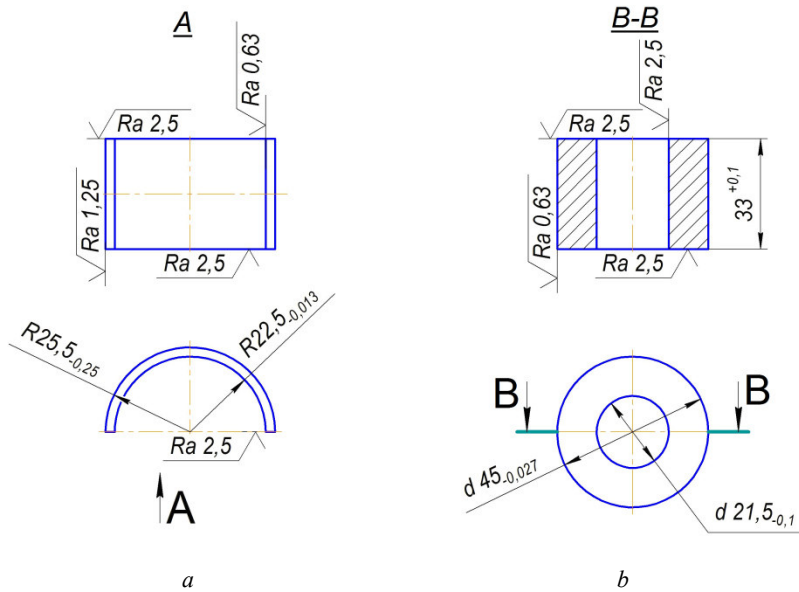 A
Ra 0,63
Ra 2,5
Ra 1,25
Ra 2,5
R25,5-0,25
R22,5-0,013
Ra 2,5
A
a
B-B
Ra 2,5
Ra 2,5
Ra 0,63
33 +0,1
Ra 2,5
B
B
d 45-0,027
d 21,5-0,1
b